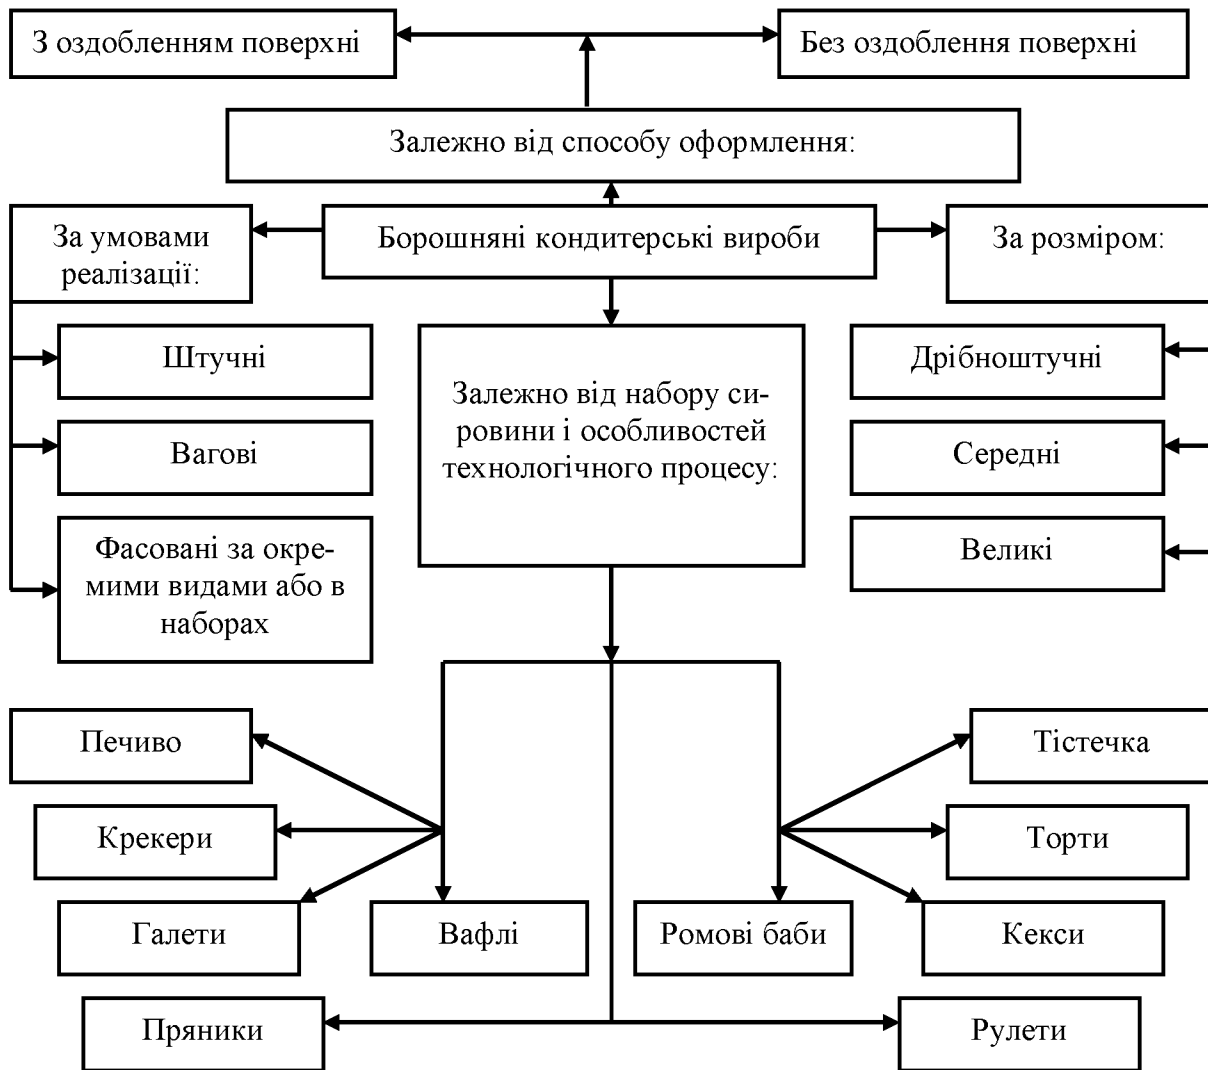 З оздобленням поверхні
Без оздоблення поверхні
Залежно від способу оформлення:
За умовами
реалізації:
Борошняні кондитерські вироби
За розміром:
Штучні
Вагові
Фасовані за окре-
мими видами або в
наборах
Залежно від набору си-
ровини і особливостей
технологічного процесу:
Дрібноштучні
Середні
Великі
Печиво
Тістечка
Крекери
Торти
Галети
Вафлі
Ромові баби
Кекси
Пряники
Рулети